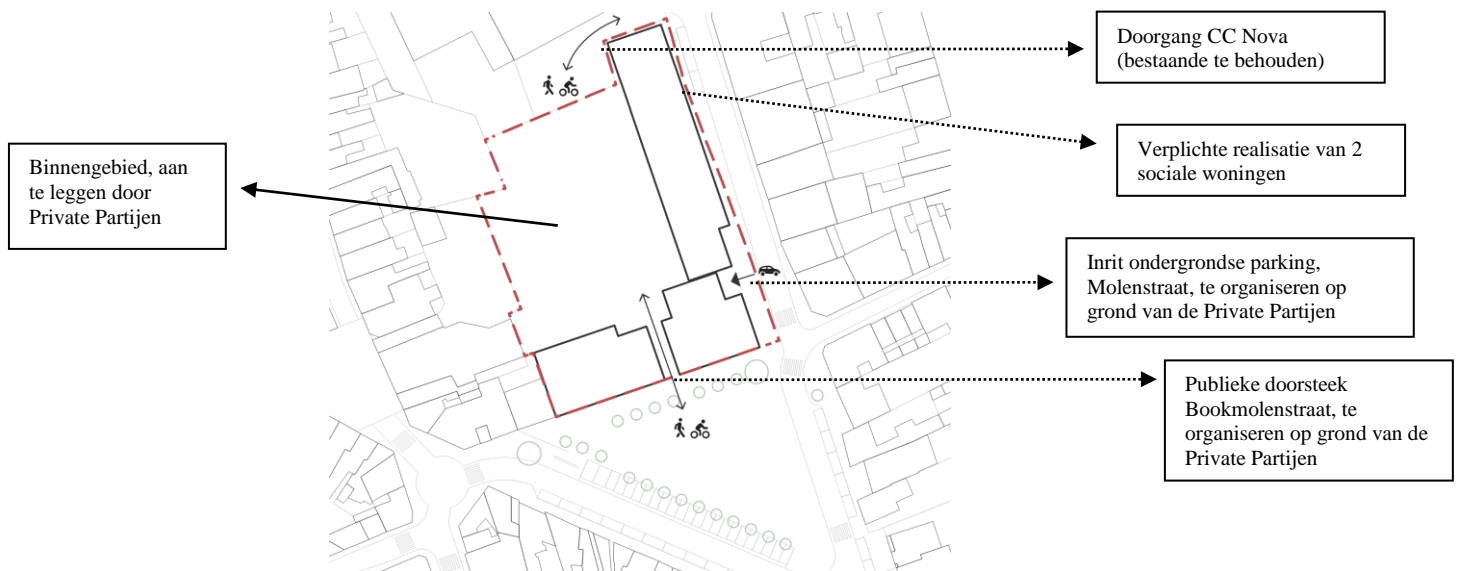 Doorgang CC Nova
(bestaande te behouden)
Verplichte realisatie van 2
sociale woningen
Binnengebied, aan
te leggen door
Private Partijen
Inrit ondergrondse parking,
Molenstraat, te organiseren op
grond van de Private Partijen
Publieke doorsteek
Bookmolenstraat, te
organiseren op grond van de
Private Partijen